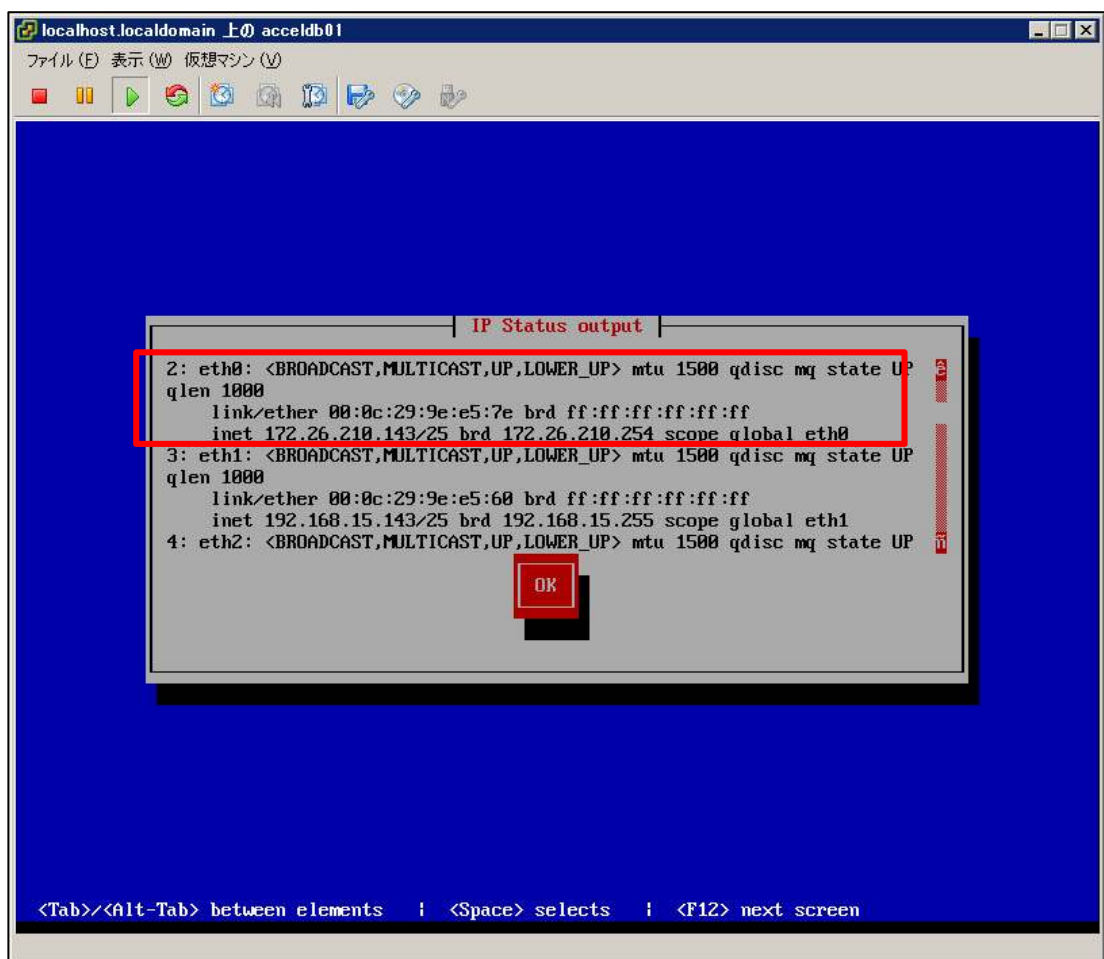 localhost.localdomain 上の acceldb01
ファイル(F) 表示(W) 仮想マシン(V)
IP Status output
2: eth0: <BROADCAST,MULTICAST,UP,LOWER_UP> mtu 1500 qdisc mq state UP
qlen 1000
link/ether 00:0c:29:9e:e5:7e brd ff:ff:ff:ff:ff:ff
inet 172.26.210.143/25 brd 172.26.210.254 scope global eth0
3: eth1: <BROADCAST,MULTICAST,UP,LOWER_UP> mtu 1500 qdisc mq state UP
qlen 1000
link/ether 00:0c:29:9e:e5:60 brd ff:ff:ff:ff:ff:ff
inet 192.168.15.143/25 brd 192.168.15.255 scope global eth1
4: eth2: <BROADCAST,MULTICAST,UP,LOWER_UP> mtu 1500 qdisc mq state UP
OK
<Tab>/<Alt-Tab> between elements ¦ <Space> selects ¦ <F12> next screen